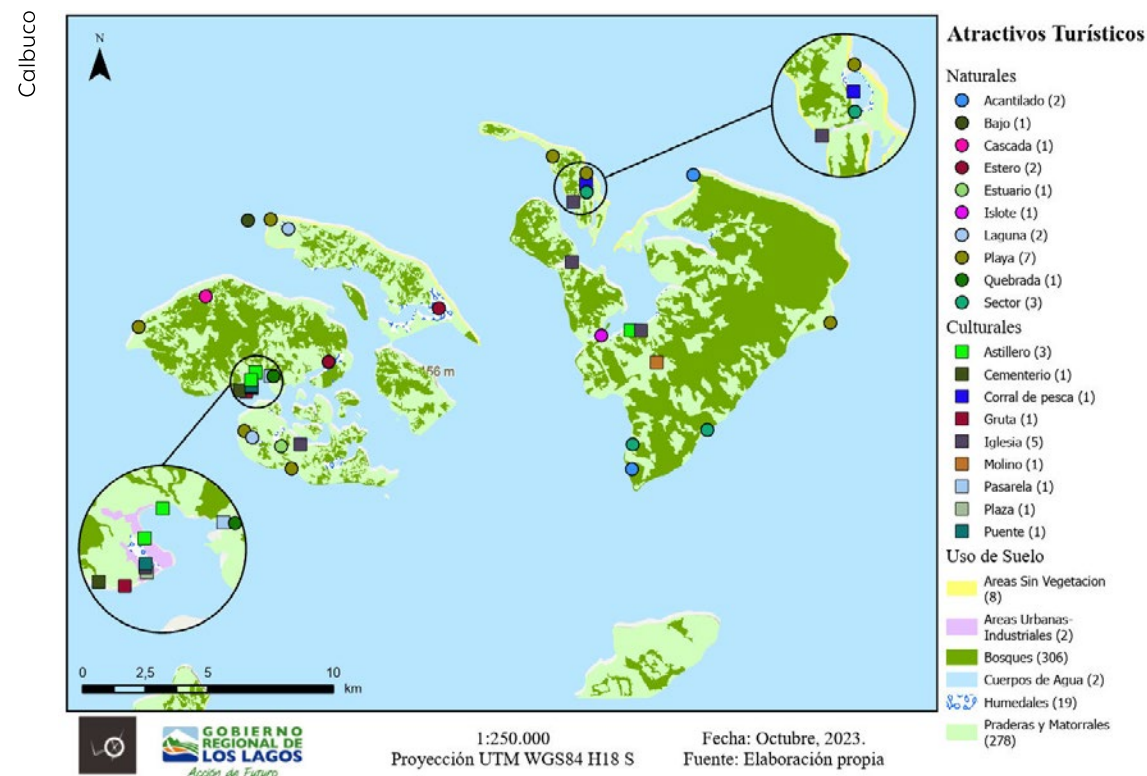 Calbuco
N
Atractivos Turísticos
Naturales
Acantilado (2)
Bajo (1)
Cascada (1)
Estero (2)
Estuario (1)
Islote (1)
Laguna (2)
Playa (7)
Quebrada (1)
Sector (3)
Culturales
Astillero (3)
Cementerio (1)
Corral de pesca (1)
Gruta (1)
Iglesia (5)
Molino (1)
Pasarela (1)
Plaza (1)
Puente (1)
Uso de Suelo
Areas Sin Vegetacion
(8)
Areas Urbanas-
Industriales (2)
Bosques (306)
Cuerpos de Agua (2)
Humedales (19)
Praderas y Matorrales
(278)
456 m
0 2,5 5 10
km
GOBIERNO
REGIONAL DE
LOS LAGOS
Acción de Futuro
1:250.000
Proyección UTM WGS84 H18 S
Fecha: Octubre, 2023.
Fuente: Elaboración propia